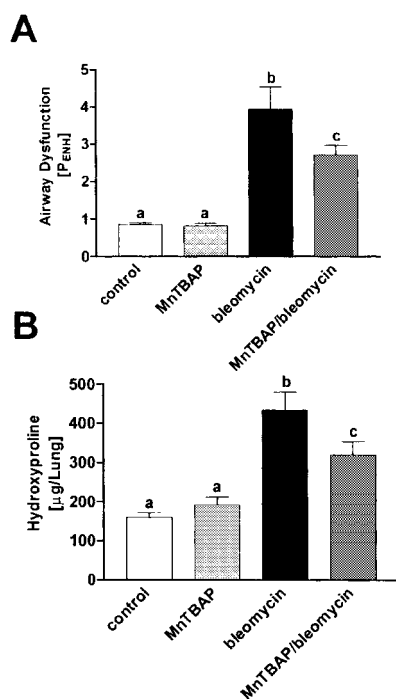 A
Airway Dysfunction
[PENH]
5
4
3
2
1
0
a
a
b
c
control
MnTBAP
bleomycin
MnTBAP/bleomycin
B
Hydroxyproline
[µg/Lung]
500
400
300
200
100
0
a
a
b
c
control
MnTBAP
bleomycin
MnTBAP/bleomycin